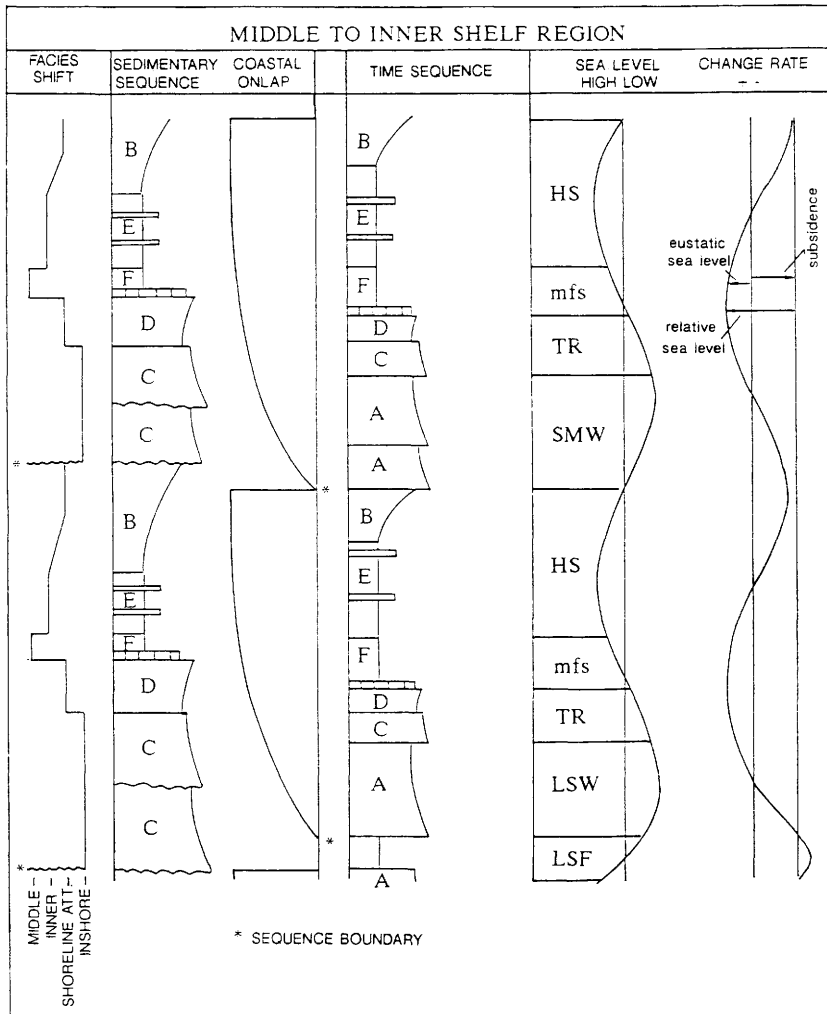 MIDDLE TO INNER SHELF REGION
FACIES SHIFT
SEDIMENTARY SEQUENCE
COASTAL ONLAP
TIME SEQUENCE
SEA LEVEL HIGH LOW
CHANGE RATE + -
B
E
F
D
C
C
*
B
E
F
D
C
C
*
B
E
F
D
C
A
A
*
B
E
F
D
C
A
*
A
HS
mfs
TR
SMW
HS
mfs
TR
LSW
LSF
eustatic sea level
subsidence
relative sea level
MIDDLE
INNER
SHORELINE ATT.
INSHORE
* SEQUENCE BOUNDARY